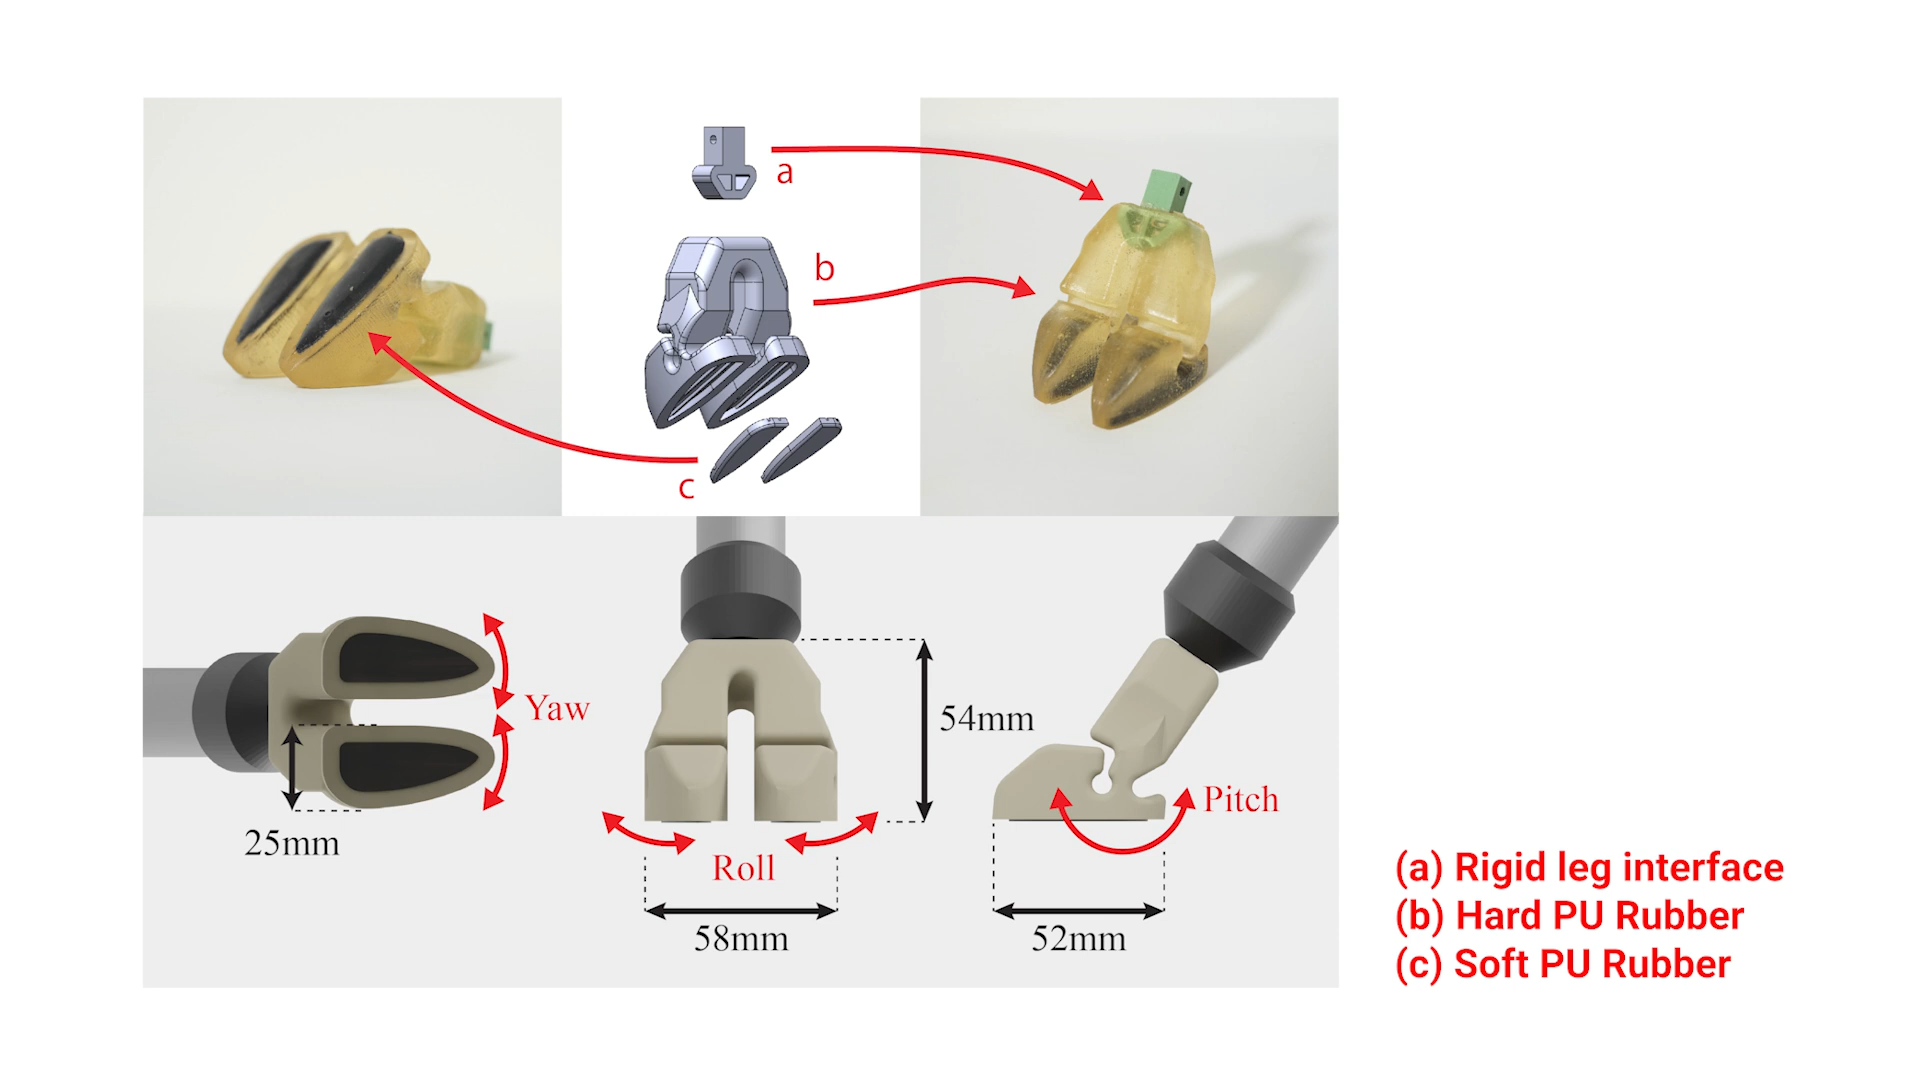 a
b
c
Yaw
25mm
Roll
58mm
54mm
Pitch
52mm
(a) Rigid leg interface
(b) Hard PU Rubber
(c) Soft PU Rubber